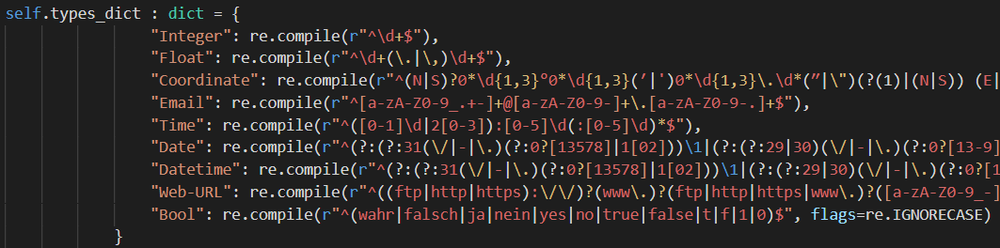 self.types_dict : dict = {
"Integer": re.compile(r"^\d+$"),
"Float": re.compile(r"^\d+(\.|\,)\d+$"),
"Coordinate": re.compile(r"^(N|S)?0*\d{1,3}°0*\d{1,3}(′|')0*\d{1,3}\.\d*(″|\")(?(1)|(N|S)) (E|
"Email": re.compile(r"^[a-zA-Z0-9_.+-]+@[a-zA-Z0-9-]+\.[a-zA-Z0-9-.]+$"),
"Time": re.compile(r"^([0-1]\d|2[0-3]):[0-5]\d(:[0-5]\d)*$"),
"Date": re.compile(r"^(?:(?:31(\/|-|\.)(?:0?[13578]|1[02]))\1|(?:(?:29|30)(\/|-|\.)(?:0?[13-9]
"Datetime": re.compile(r"^(?:(?:31(\/|-|\.)(?:0?[13578]|1[02]))\1|(?:(?:29|30)(\/|-|\.)(?:0?[1
"Web-URL": re.compile(r"^((ftp|http|https):\/\/)?(www\.)?(ftp|http|https|www\.)?([a-zA-Z0-9_-]
"Bool": re.compile(r"^(wahr|falsch|ja|nein|yes|no|true|false|t|f|1|0)$", flags=re.IGNORECASE)
}